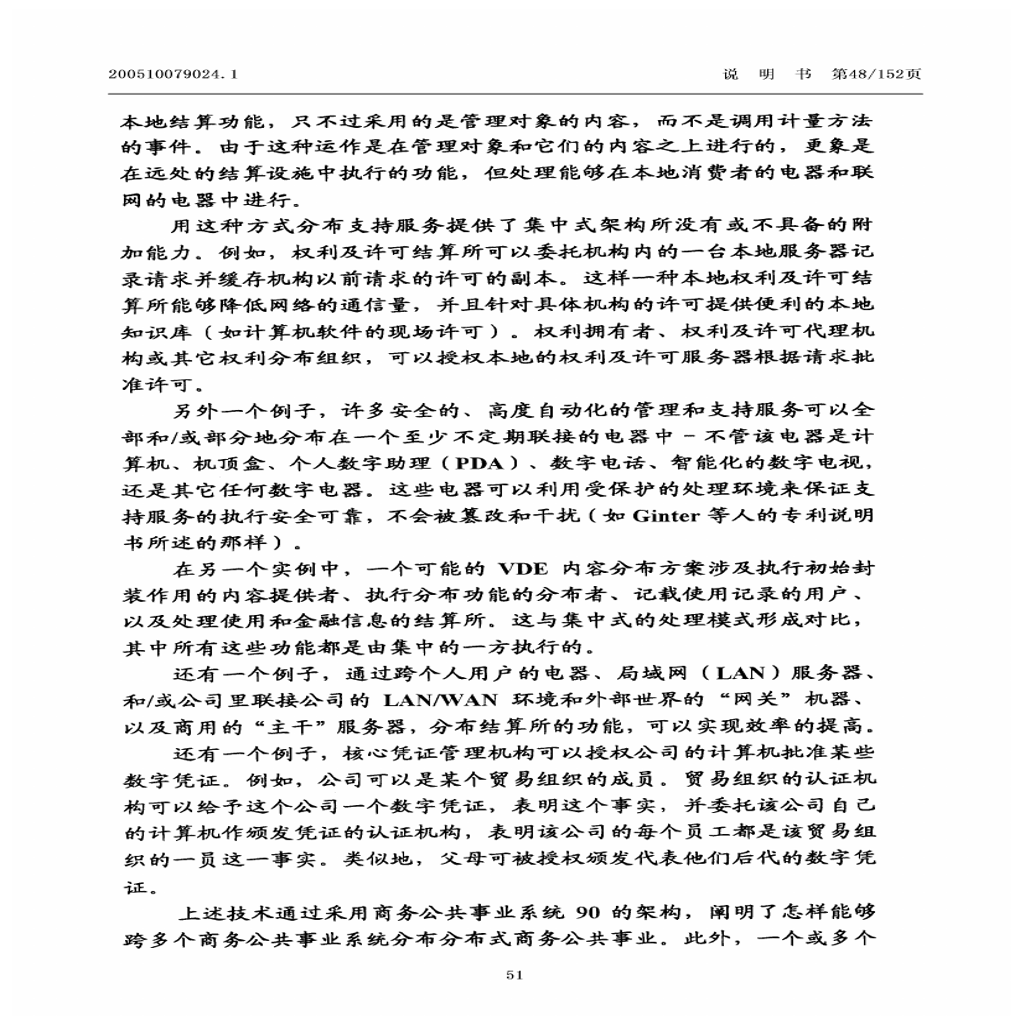 200510079024.1 说 明 书 第48/152页
本地结算功能，只不过采用的是管理对象的内容，而不是调用计量方法
的事件。由于这种运作是在管理对象和它们的内容之上进行的，更象是
在远处的结算设施中执行的功能，但处理能够在本地消费者的电器和联
网的电器中进行。
用这种方式分布支持服务提供了集中式架构所没有或不具备的附
加能力。例如，权利及许可结算所可以委托机构内的一台本地服务器记
录请求并缓存机构以前请求的许可的副本。这样一种本地权利及许可结
算所能够降低网络的通信量，并且针对具体机构的许可提供便利的本地
知识库（如计算机软件的现场许可）。权利拥有者、权利及许可代理机
构或其它权利分布组织，可以授权本地的权利及许可服务器根据请求批
准许可。
另外一个例子，许多安全的、高度自动化的管理和支持服务可以全
部和/或部分地分布在一个至少不定期联接的电器中－不管该电器是计
算机、机顶盒、个人数字助理（PDA）、数字电话、智能化的数字电视，
还是其它任何数字电器。这些电器可以利用受保护的处理环境来保证支
持服务的执行安全可靠，不会被篡改和干扰（如 Ginter 等人的专利说明
书所述的那样）。
在另一个实例中，一个可能的 VDE 内容分布方案涉及执行初始封
装作用的内容提供者、执行分布功能的分布者、记载使用记录的用户、
以及处理使用和金融信息的结算所。这与集中式的处理模式形成对比，
其中所有这些功能都是由集中的一方执行的。
还有一个例子，通过跨个人用户的电器、局域网（LAN）服务器、
和/或公司里联接公司的 LAN/WAN 环境和外部世界的“网关”机器、
以及商用的“主干”服务器，分布结算所的功能，可以实现效率的提高。
还有一个例子，核心凭证管理机构可以授权公司的计算机批准某些
数字凭证。例如，公司可以是某个贸易组织的成员。贸易组织的认证机
构可以给予这个公司一个数字凭证，表明这个事实，并委托该公司自己
的计算机作颁发凭证的认证机构，表明该公司的每个员工都是该贸易组
织的一员这一事实。类似地，父母可被授权颁发代表他们后代的数字凭
证。
上述技术通过采用商务公共事业系统 90 的架构，阐明了怎样能够
跨多个商务公共事业系统分布分布式商务公共事业。此外，一个或多个
51